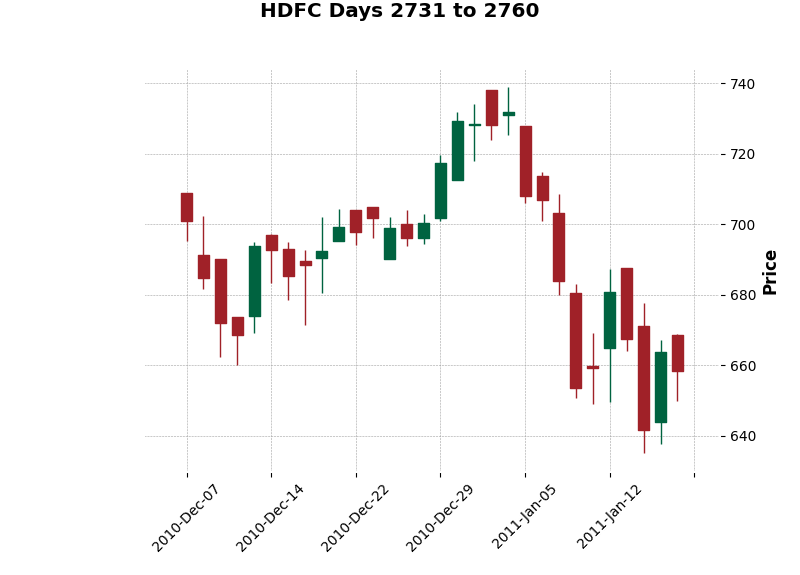 HDFC Days 2731 to 2760
740
720
700
680
660
640
Price
2010-Dec-07
2010-Dec-14
2010-Dec-22
2010-Dec-29
2011-Jan-05
2011-Jan-12